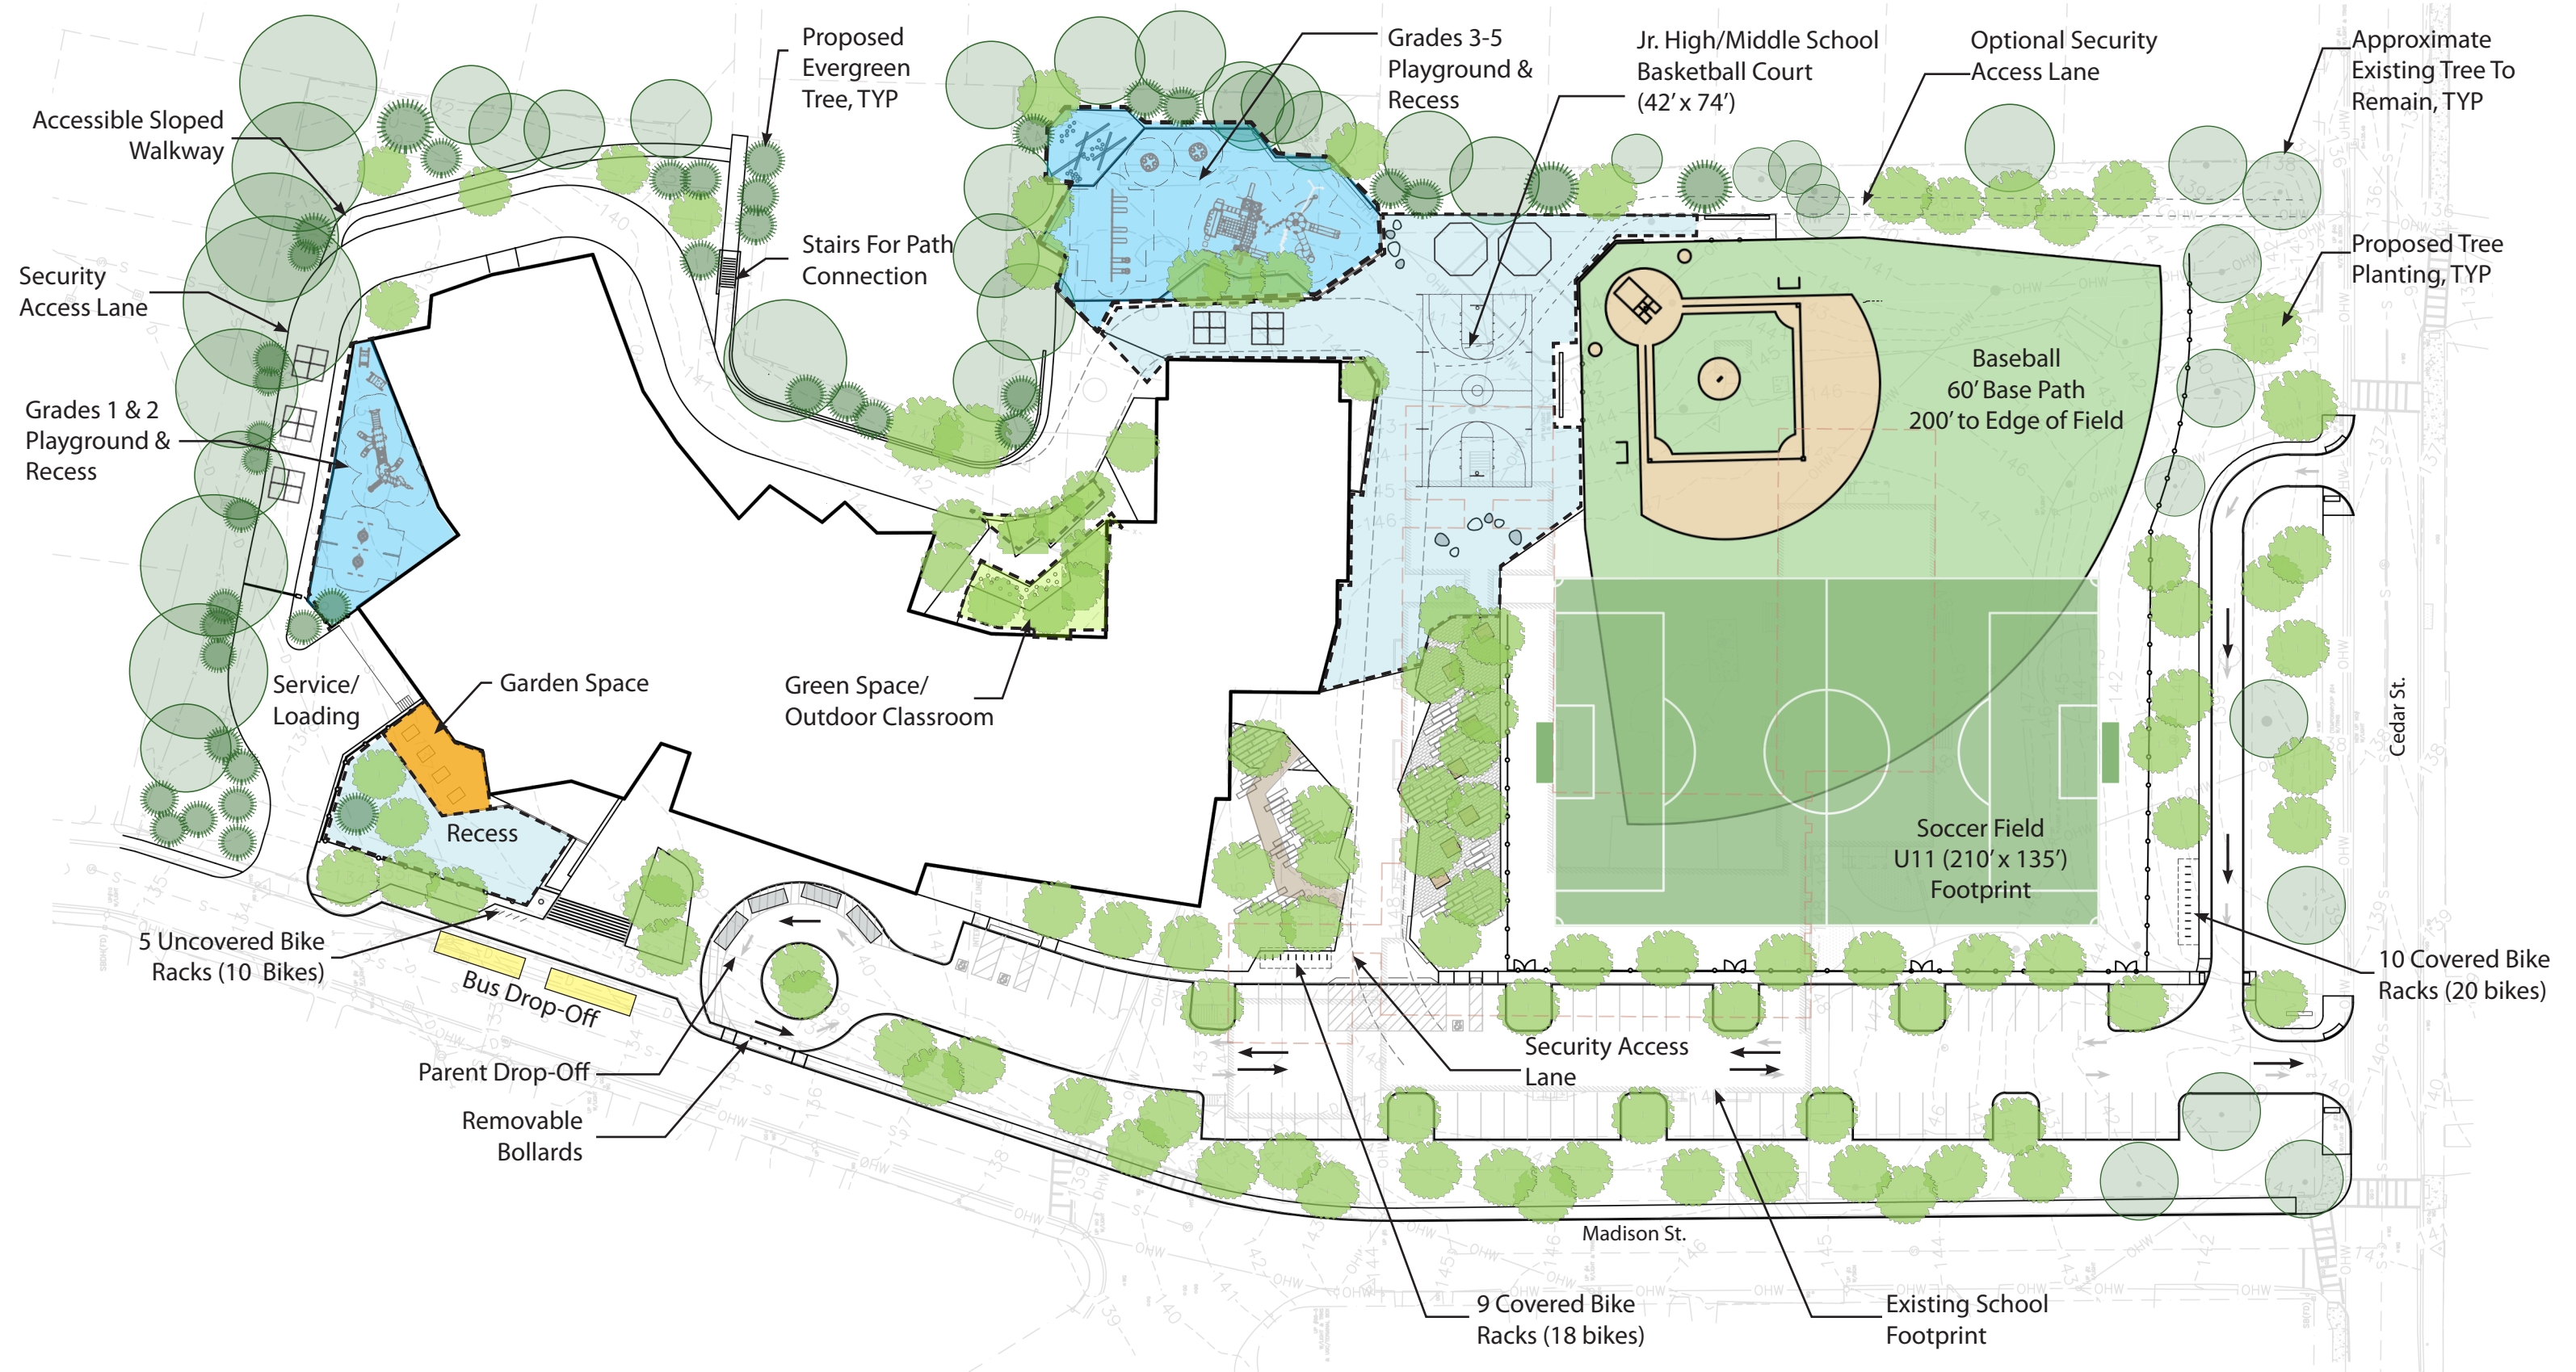 Proposed
Evergreen
Tree, TYP
Grades 3-5
Playground &
Recess
Jr. High/Middle School
Basketball Court
(42’ x 74’)
Optional Security
Access Lane
Approximate
Existing Tree To
Remain, TYP
Accessible Sloped
Walkway
Stairs For Path
Connection
Proposed Tree
Planting, TYP
Security
Access Lane
Baseball
60’ Base Path
200’ to Edge of Field
Grades 1 & 2
Playground &
Recess
Service/
Loading
Garden Space
Green Space/
Outdoor Classroom
Cedar St.
Recess
Soccer Field
U11 (210’ x 135’)
Footprint
5 Uncovered Bike
Racks (10 Bikes)
Bus Drop-Off
10 Covered Bike
Racks (20 bikes)
Parent Drop-Off
Security Access
Lane
Removable
Bollards
Madison St.
9 Covered Bike
Racks (18 bikes)
Existing School
Footprint